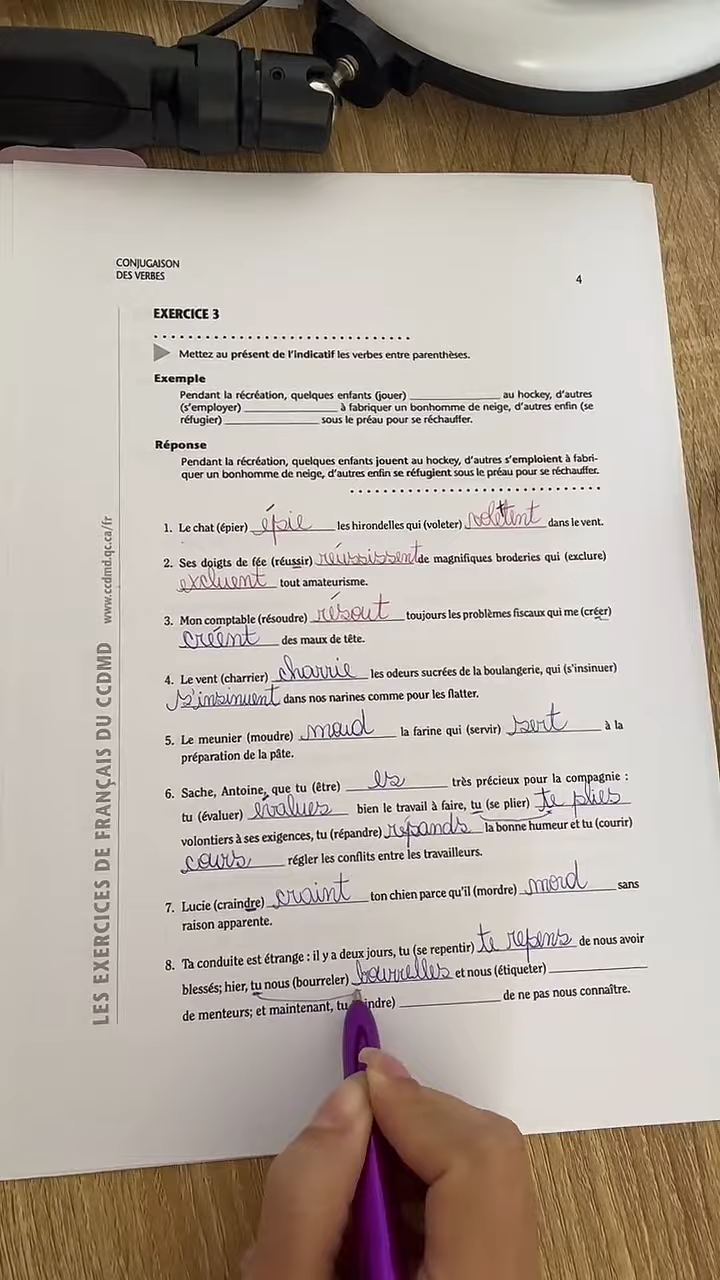 CONJUGAISON
DES VERBES
4
EXERCICE 3
Mettez au présent de l'indicatif les verbes entre parenthèses.
Exemple
Pendant la récréation, quelques enfants (jouer) ______ au hockey, d'autres
(s'employer) ______ à fabriquer un bonhomme de neige, d'autres enfin (se
réfugier) ______ sous le préau pour se réchauffer.
Réponse
Pendant la récréation, quelques enfants jouent au hockey, d'autres s'emploient à fabri-
quer un bonhomme de neige, d'autres enfin se réfugient sous le préau pour se réchauffer.
1. Le chat (épier) épie les hirondelles qui (voleter) volettent dans le vent.
2. Ses doigts de fée (réussir) réussissent de magnifiques broderies qui (exclure)
excluent tout amateurisme.
3. Mon comptable (résoudre) résout toujours les problèmes fiscaux qui me (créer)
créent des maux de tête.
4. Le vent (charrier) charrie les odeurs sucrées de la boulangerie, qui (s'insinuer)
s'insinuent dans nos narines comme pour les flatter.
5. Le meunier (moudre) moud la farine qui (servir) sert à la
préparation de la pâte.
6. Sache, Antoine, que tu (être) es très précieux pour la compagnie :
tu (évaluer) évalues bien le travail à faire, tu (se plier) te plies
volontiers à ses exigences, tu (répandre) répands la bonne humeur et tu (courir)
cours régler les conflits entre les travailleurs.
7. Lucie (craindre) craint ton chien parce qu'il (mordre) mord sans
raison apparente.
8. Ta conduite est étrange : il y a deux jours, tu (se repentir) te repens de nous avoir
blessés; hier, tu nous (bourreler) bourrelles et nous (étiqueter) ______
de menteurs; et maintenant, tu indre) ______ de ne pas nous connaître.
LES EXERCICES DE FRANÇAIS DU CCDMD www.ccdmd.qc.ca/fr